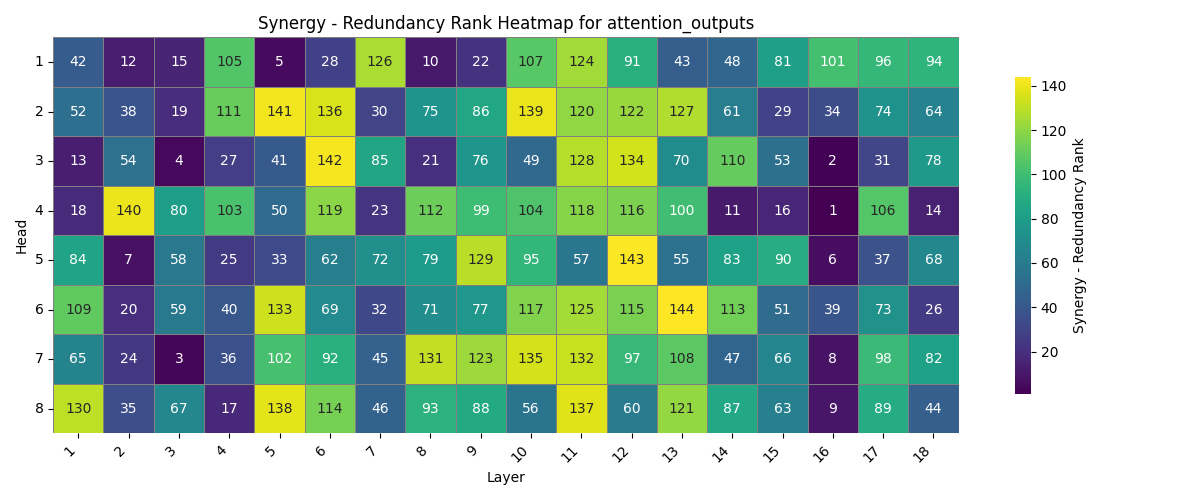 Synergy - Redundancy Rank Heatmap for attention_outputs
1 42 12 15 105 5 28 126 10 22 107 124 91 43 48 81 101 96 94
2 52 38 19 111 141 136 30 75 86 139 120 122 127 61 29 34 74 64
3 13 54 4 27 41 142 85 21 76 49 128 134 70 110 53 2 31 78
4 18 140 80 103 50 119 23 112 99 104 118 116 100 11 16 1 106 14
5 84 7 58 25 33 62 72 79 129 95 57 143 55 83 90 6 37 68
6 109 20 59 40 133 69 32 71 77 117 125 115 144 113 51 39 73 26
7 65 24 3 36 102 92 45 131 123 135 132 97 108 47 66 8 98 82
8 130 35 67 17 138 114 46 93 88 56 137 60 121 87 63 9 89 44
1 2 3 4 5 6 7 8 9 10 11 12 13 14 15 16 17 18
Layer
Head
140
120
100
80
60
40
20
Synergy - Redundancy Rank